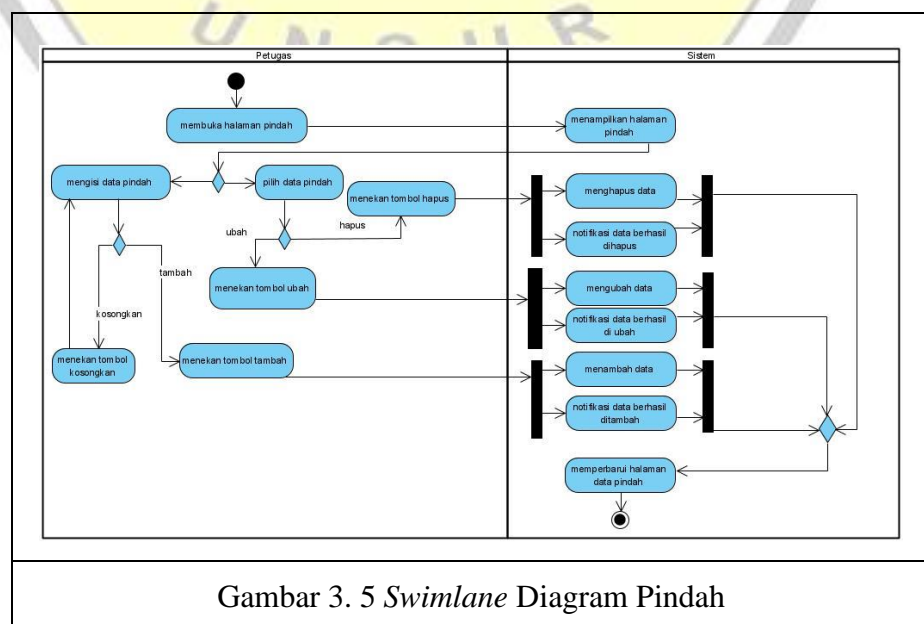 UNSUR
Petugas
Sistem
membuka halaman pindah
menampilkan halaman
pindah
mengisi data pindah
pilih data pindah
menekan tombol hapus
menghapus data
ubah
hapus
notifikasi data berhasil
dihapus
tambah
menekan tombol ubah
mengubah data
kosongkan
notifikasi data berhasil
di ubah
menekan tombol
kosongkan
menekan tombol tambah
menambah data
notifikasi data berhasil
ditambah
memperbarui halaman
data pindah
Gambar 3. 5 Swimlane Diagram Pindah